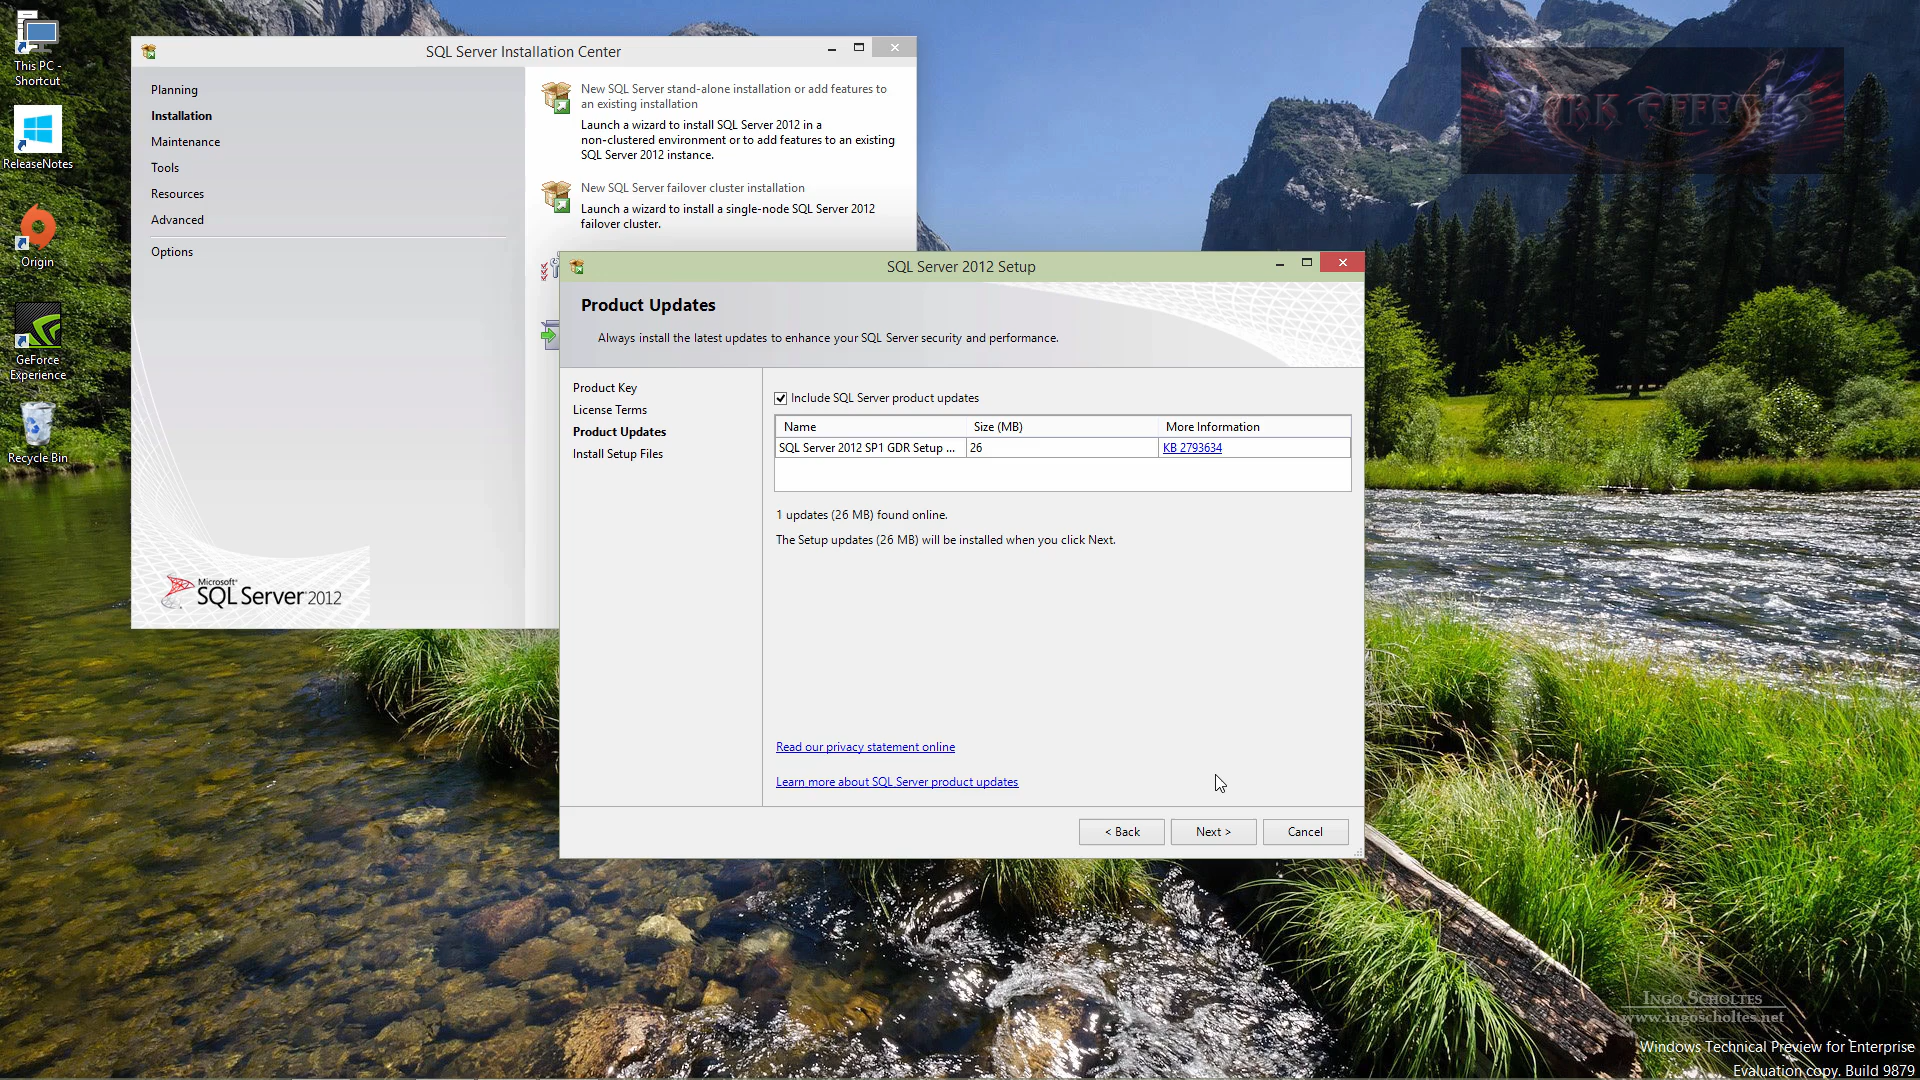 This PC -
Shortcut
ReleaseNotes
Origin
GeForce
Experience
Recycle Bin
SQL Server Installation Center
Planning
Installation
Maintenance
Tools
Resources
Advanced
Options
Microsoft®
SQL Server 2012
New SQL Server stand-alone installation or add features to
an existing installation
Launch a wizard to install SQL Server 2012 in a
non-clustered environment or to add features to an existing
SQL Server 2012 instance.
New SQL Server failover cluster installation
Launch a wizard to install a single-node SQL Server 2012
failover cluster.
SQL Server 2012 Setup
Product Updates
Always install the latest updates to enhance your SQL Server security and performance.
Product Key
License Terms
Product Updates
Install Setup Files
Include SQL Server product updates
Name Size (MB) More Information
SQL Server 2012 SP1 GDR Setup ... 26 KB 2793634
1 updates (26 MB) found online.
The Setup updates (26 MB) will be installed when you click Next.
Read our privacy statement online
Learn more about SQL Server product updates
< Back Next > Cancel
DARK EFFECTS
INGO SCHOLTES
www.ingoscholtes.net
Windows Technical Preview for Enterprise
Evaluation copy. Build 9879